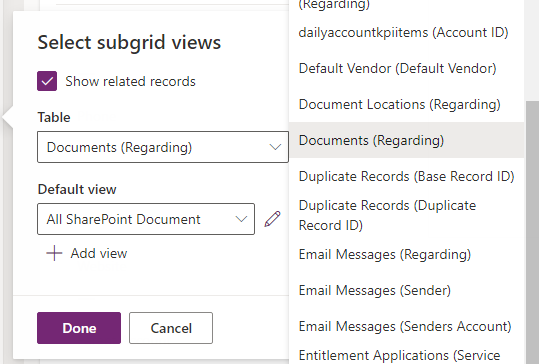 Select subgrid views
Show related records
Table
Documents (Regarding)
Default view
All SharePoint Document
Add view
Done
Cancel
(Regarding)
dailyaccountkpiitems (Account ID)
Default Vendor (Default Vendor)
Document Locations (Regarding)
Documents (Regarding)
Duplicate Records (Base Record ID)
Duplicate Records (Duplicate
Record ID)
Email Messages (Regarding)
Email Messages (Sender)
Email Messages (Senders Account)
Entitlement Applications (Service